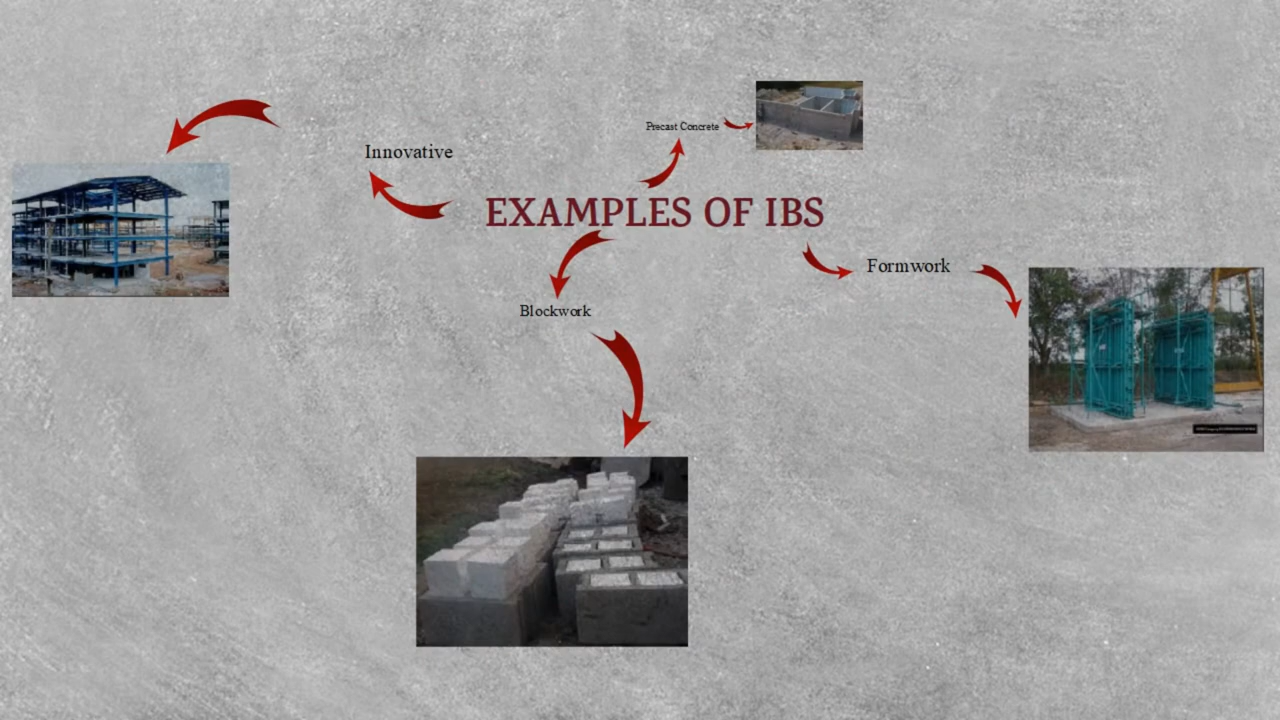 Precast Concrete
Innovative
EXAMPLES OF IBS
Formwork
Blockwork